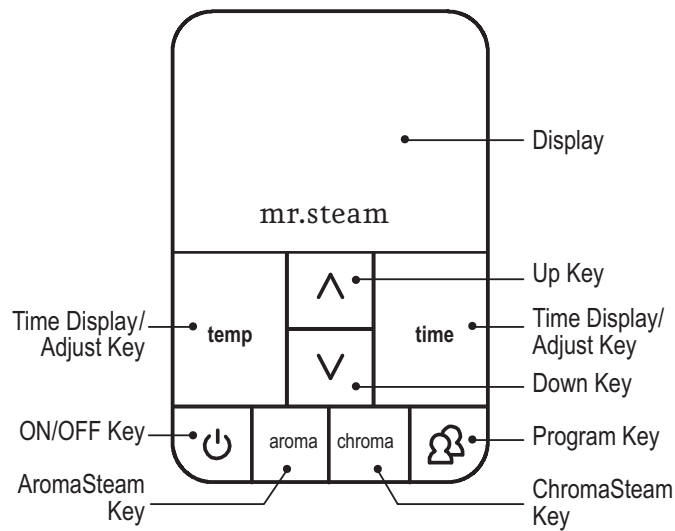 Display
mr.steam
Up Key
Time Display/
Adjust Key
temp
time
Time Display/
Adjust Key
Down Key
ON/OFF Key
aroma
chroma
Program Key
AromaSteam
Key
ChromaSteam
Key